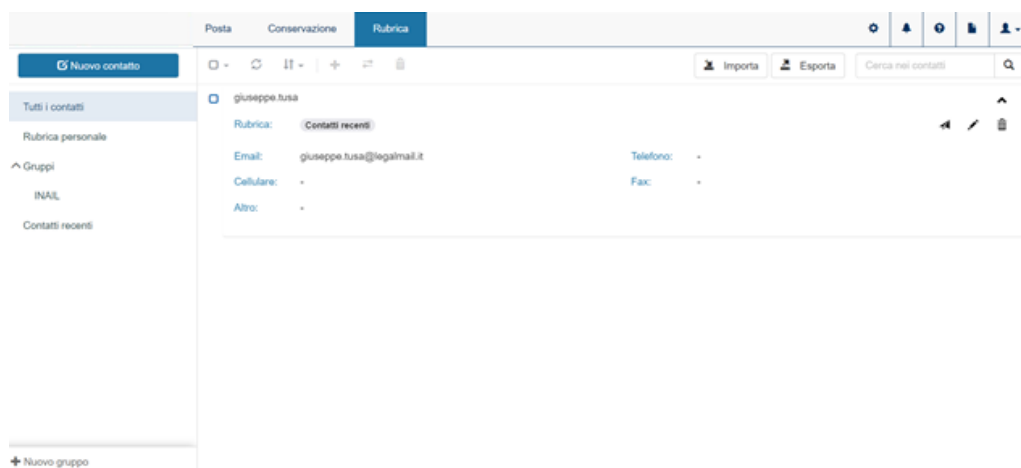 Posta Conservazione Rubrica
Nuovo contatto
Importa Esporta Cerca nei contatti
Tutti i contatti
Rubrica personale
Gruppi
INAIL
Contatti recenti
giuseppe.tusa
Rubrica: Contatti recenti
Email: giuseppe.tusa@legalmail.it Telefono: -
Cellulare: - Fax: -
Altro: -
Nuovo gruppo